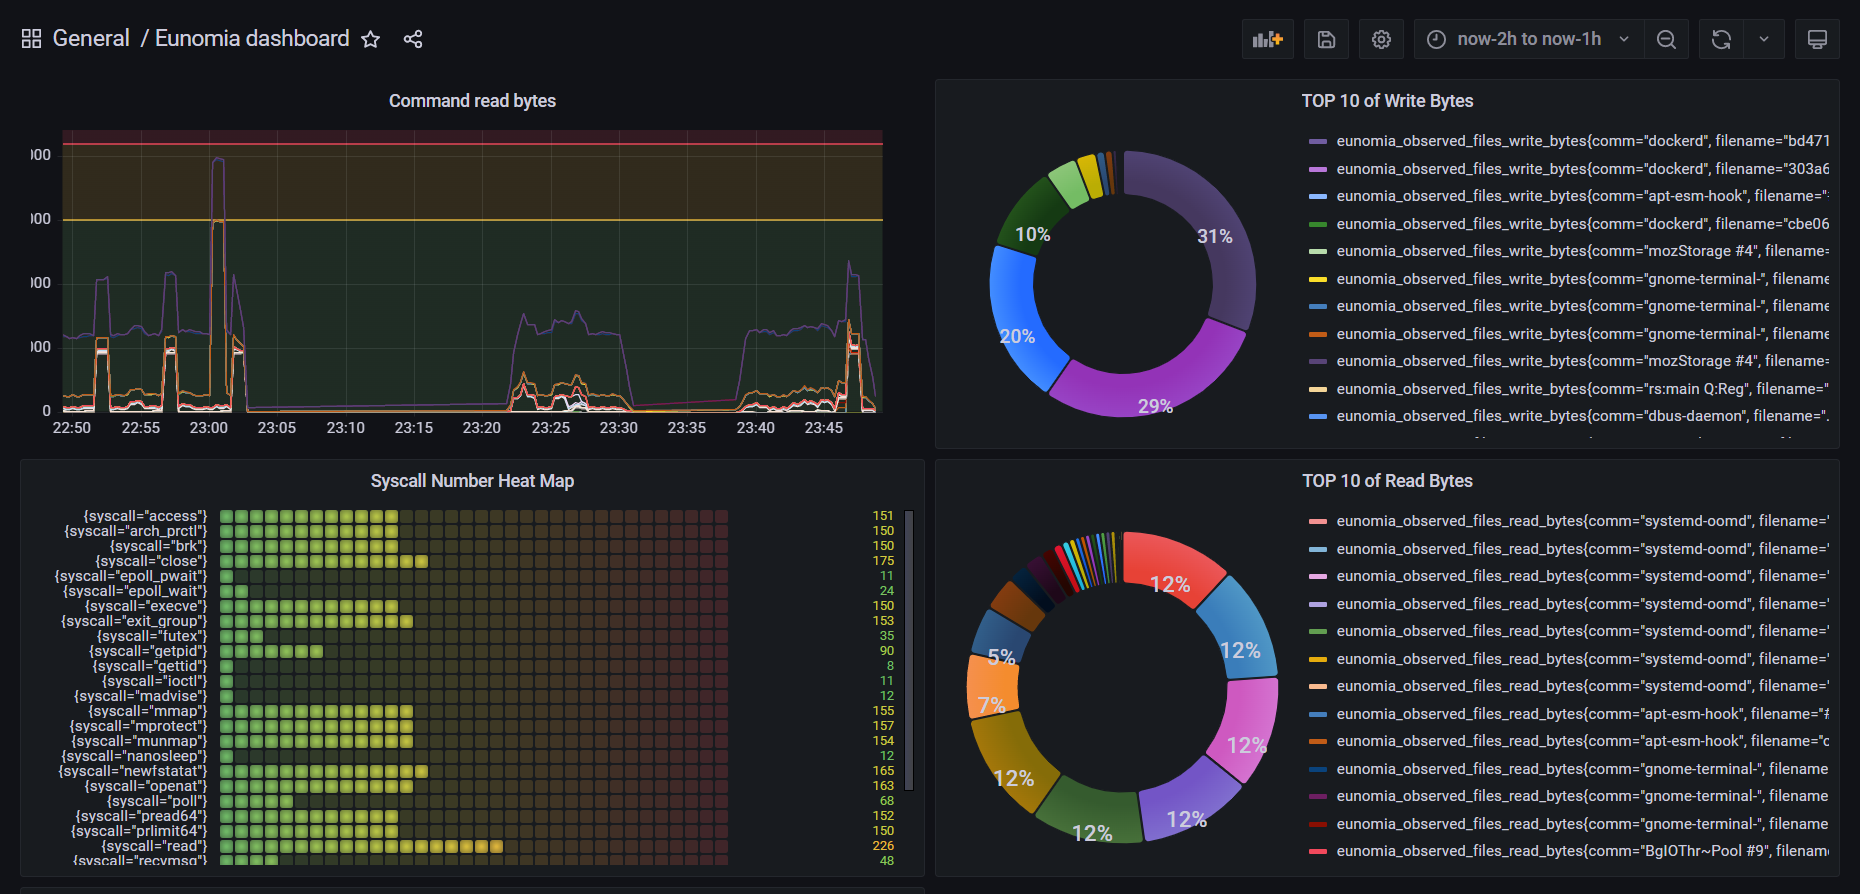 General / Eunomia dashboard
now-2h to now-1h
Command read bytes
000
000
000
000
0
22:50 22:55 23:00 23:05 23:10 23:15 23:20 23:25 23:30 23:35 23:40 23:45
TOP 10 of Write Bytes
31%
29%
20%
10%
eunomia_observed_files_write_bytes{comm="dockerd", filename="bd471
eunomia_observed_files_write_bytes{comm="dockerd", filename="303a6
eunomia_observed_files_write_bytes{comm="apt-esm-hook", filename="
eunomia_observed_files_write_bytes{comm="dockerd", filename="cbe06
eunomia_observed_files_write_bytes{comm="mozStorage #4", filename=
eunomia_observed_files_write_bytes{comm="gnome-terminal-", filename
eunomia_observed_files_write_bytes{comm="gnome-terminal-", filename
eunomia_observed_files_write_bytes{comm="gnome-terminal-", filename
eunomia_observed_files_write_bytes{comm="mozStorage #4", filename=
eunomia_observed_files_write_bytes{comm="rs:main Q:Reg", filename="
eunomia_observed_files_write_bytes{comm="dbus-daemon", filename=".
Syscall Number Heat Map
{syscall="access"} 151
{syscall="arch_prctl"} 150
{syscall="brk"} 150
{syscall="close"} 175
{syscall="epoll_pwait"} 11
{syscall="epoll_wait"} 24
{syscall="execve"} 150
{syscall="exit_group"} 153
{syscall="futex"} 35
{syscall="getpid"} 90
{syscall="gettid"} 8
{syscall="ioctl"} 11
{syscall="madvise"} 12
{syscall="mmap"} 155
{syscall="mprotect"} 157
{syscall="munmap"} 154
{syscall="nanosleep"} 12
{syscall="newfstatat"} 165
{syscall="openat"} 163
{syscall="poll"} 68
{syscall="pread64"} 152
{syscall="prlimit64"} 150
{syscall="read"} 226
{syscall="recvmsg"} 48
TOP 10 of Read Bytes
12%
12%
12%
12%
12%
12%
7%
5%
eunomia_observed_files_read_bytes{comm="systemd-oomd", filename="
eunomia_observed_files_read_bytes{comm="systemd-oomd", filename="
eunomia_observed_files_read_bytes{comm="systemd-oomd", filename="
eunomia_observed_files_read_bytes{comm="systemd-oomd", filename="
eunomia_observed_files_read_bytes{comm="systemd-oomd", filename="
eunomia_observed_files_read_bytes{comm="systemd-oomd", filename="
eunomia_observed_files_read_bytes{comm="systemd-oomd", filename="
eunomia_observed_files_read_bytes{comm="apt-esm-hook", filename="#
eunomia_observed_files_read_bytes{comm="apt-esm-hook", filename="c
eunomia_observed_files_read_bytes{comm="gnome-terminal-", filename
eunomia_observed_files_read_bytes{comm="gnome-terminal-", filename
eunomia_observed_files_read_bytes{comm="gnome-terminal-", filename
eunomia_observed_files_read_bytes{comm="BgIOThr~Pool #9", filenam